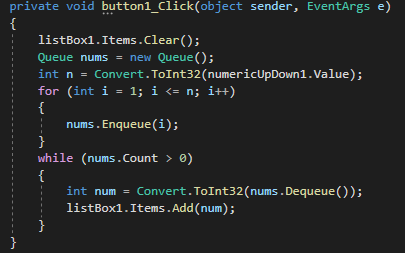 private void button1_Click(object sender, EventArgs e)
{
    listBox1.Items.Clear();
    Queue nums = new Queue();
    int n = Convert.ToInt32(numericUpDown1.Value);
    for (int i = 1; i <= n; i++)
    {
        nums.Enqueue(i);
    }
    while (nums.Count > 0)
    {
        int num = Convert.ToInt32(nums.Dequeue());
        listBox1.Items.Add(num);
    }
}